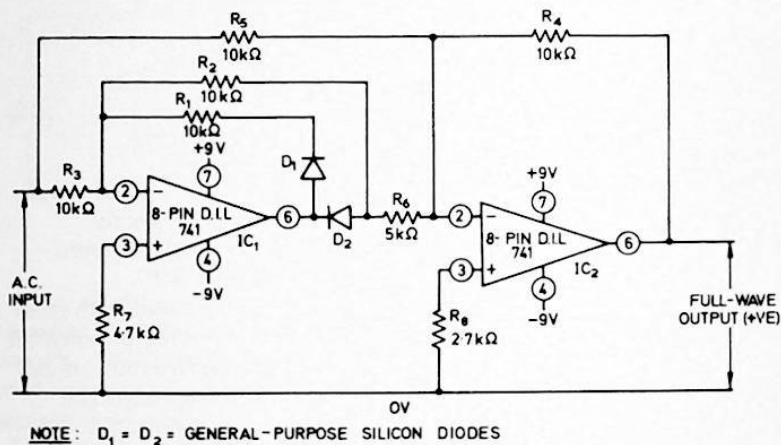 R5
10kΩ
R4
10kΩ
R2
10kΩ
R1
10kΩ
+9V
7
D1
R3
10kΩ
2
−
8-PIN D.I.L
741
6
IC1
3
+
4
−9V
D2
R6
5kΩ
+9V
7
2
−
8-PIN D.I.L
741
6
IC2
3
+
4
−9V
A.C.
INPUT
R7
4·7kΩ
R8
2·7kΩ
FULL-WAVE
OUTPUT (+VE)
0V
NOTE: D1 = D2 = GENERAL-PURPOSE SILICON DIODES